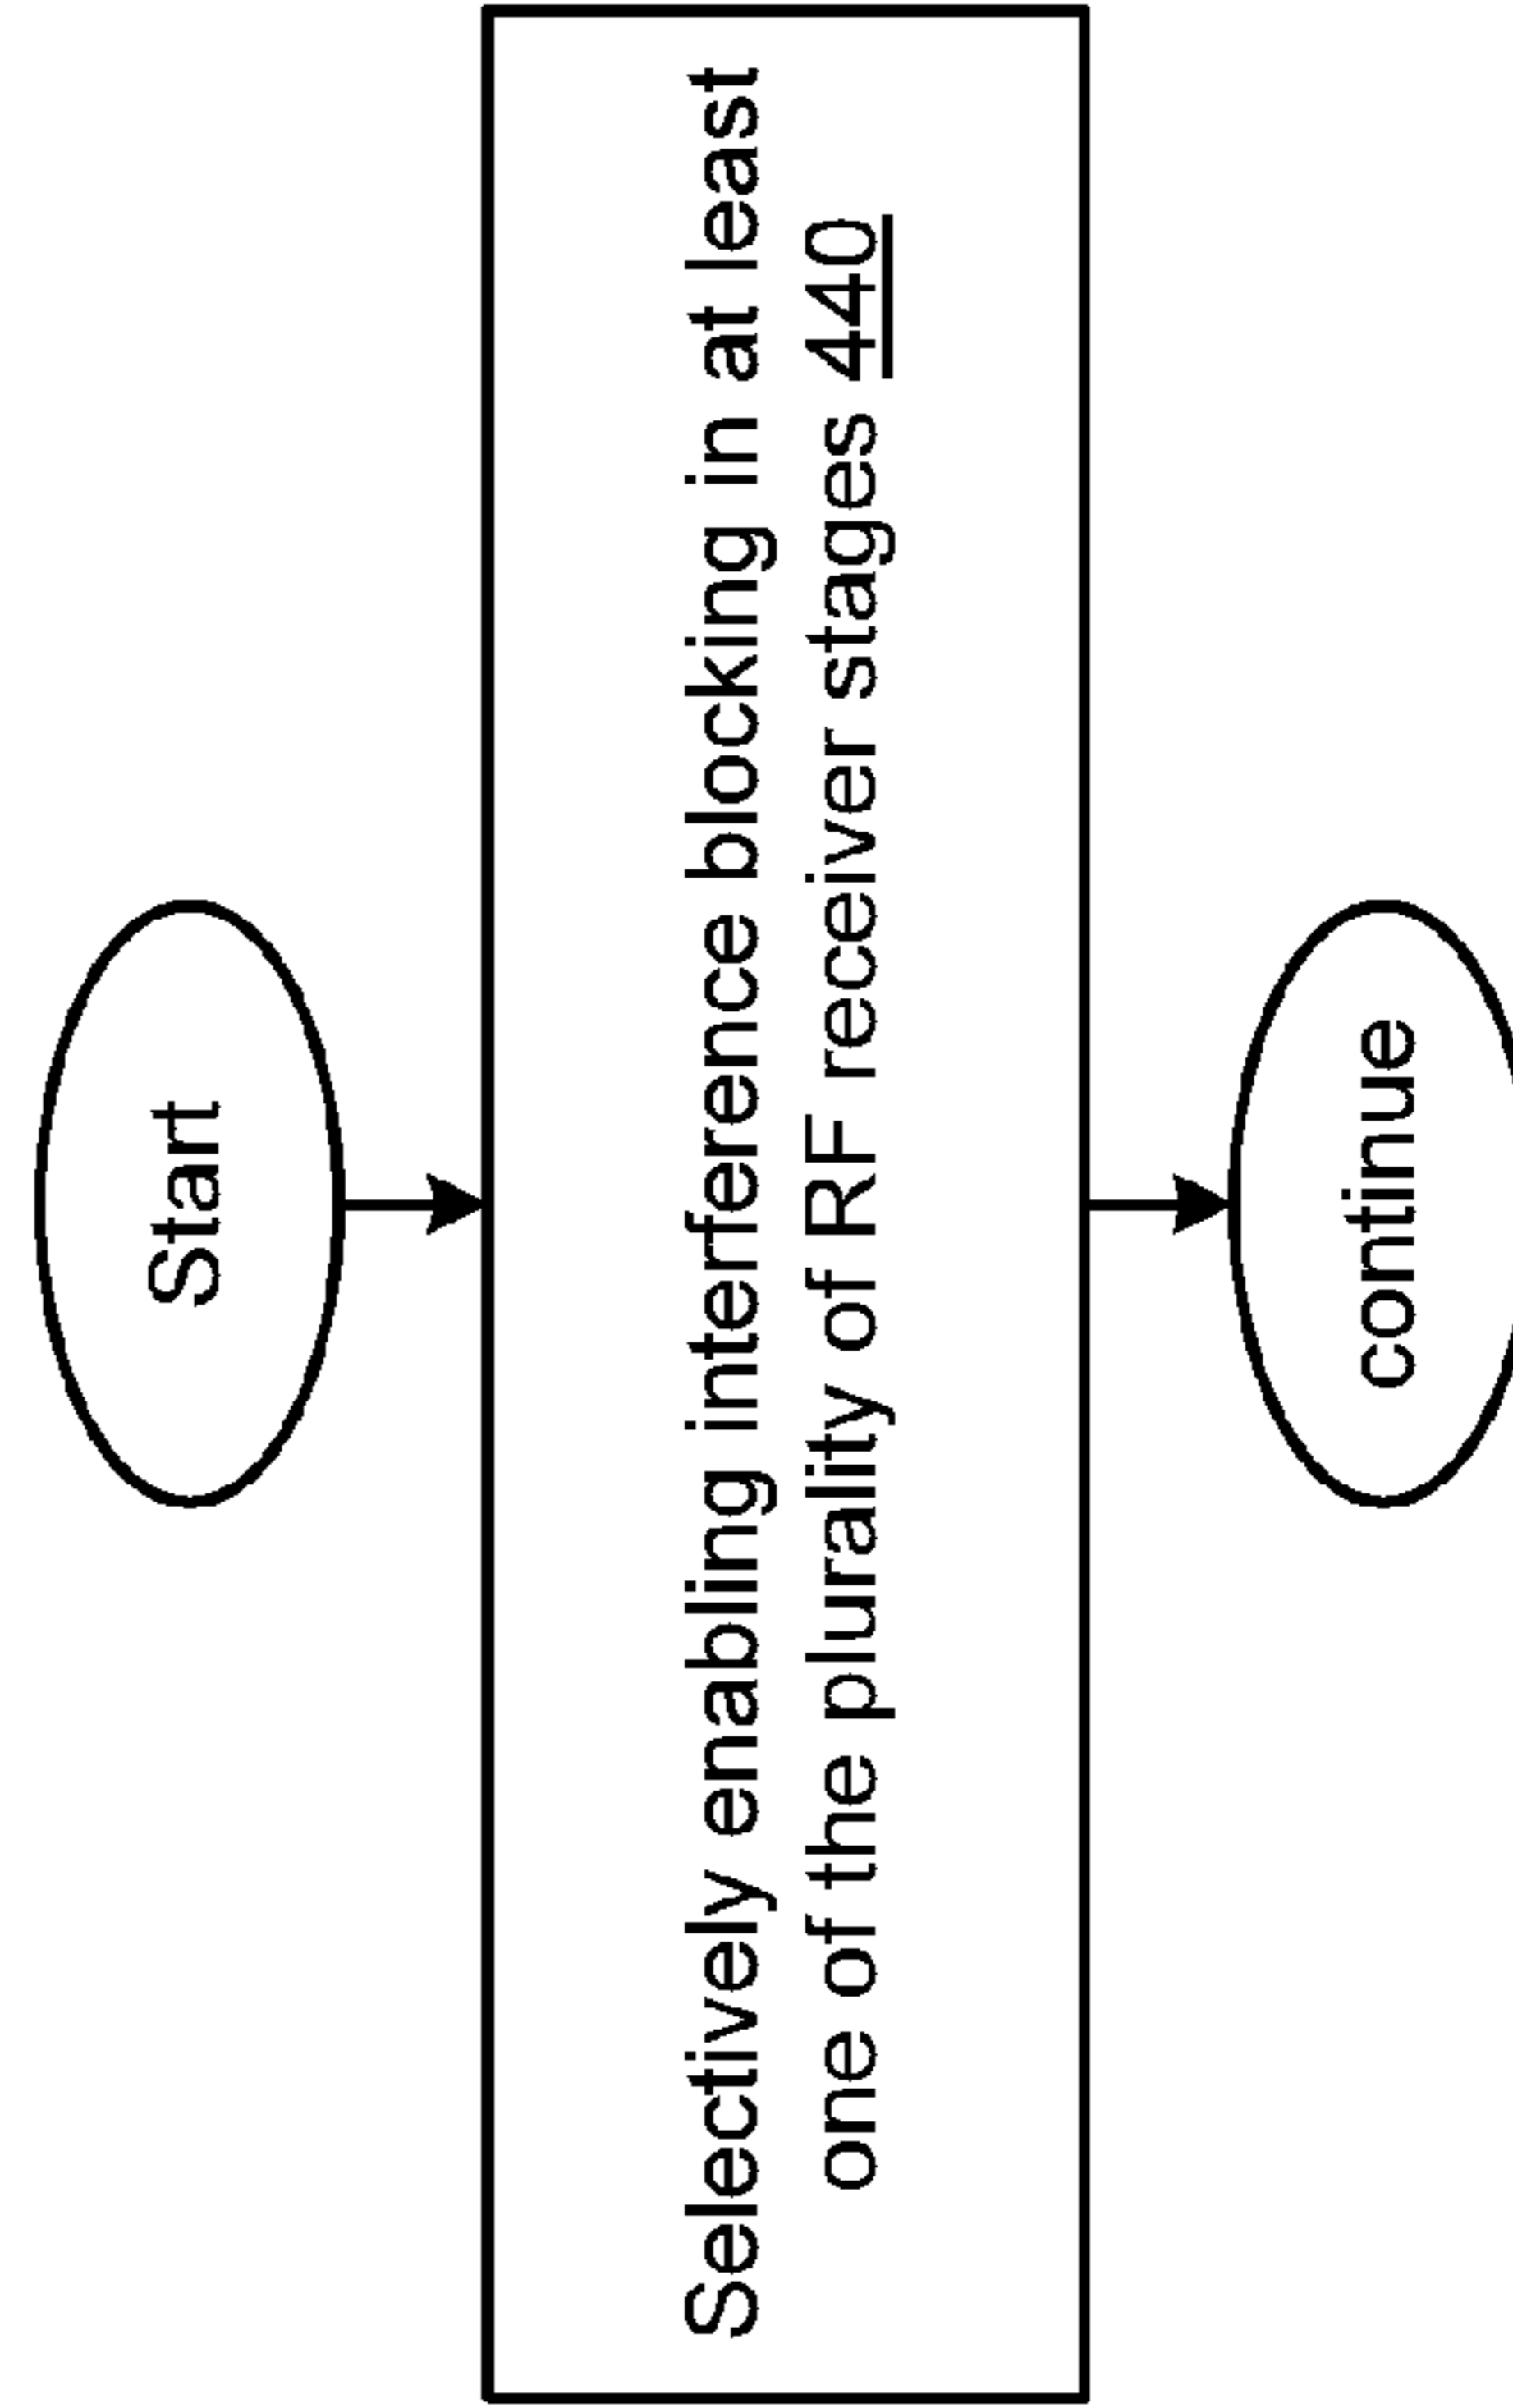 Start
Selectively enabling interference blocking in at least
one of the plurality of RF receiver stages 440
continue